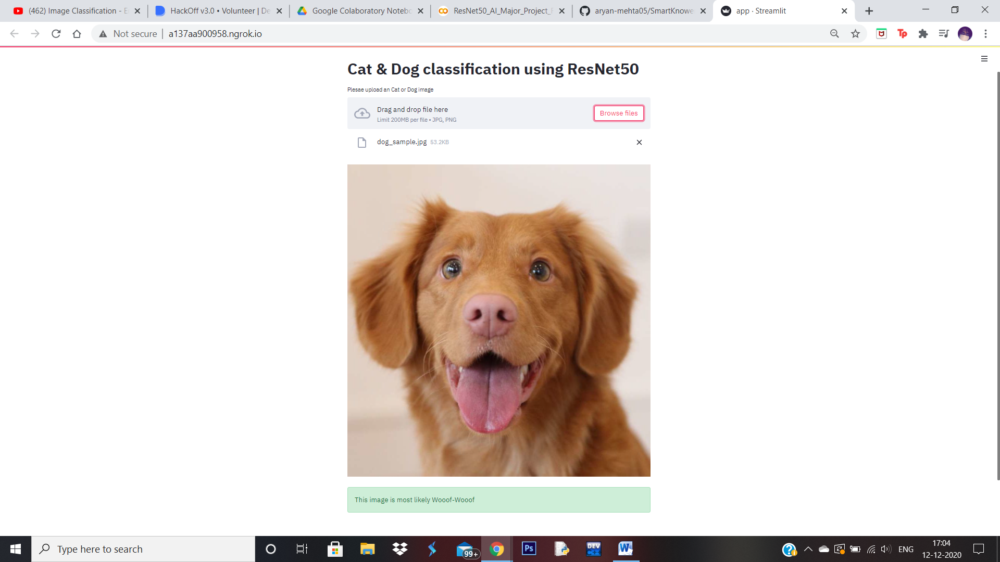 (462) Image Classification - E
HackOff v3.0 • Volunteer | De
Google Colaboratory Notebo
ResNet50_AI_Major_Project_
aryan-mehta05/SmartKnowe
app · Streamlit
Not secure | a137aa900958.ngrok.io
Cat & Dog classification using ResNet50
Plesae upload an Cat or Dog image
Drag and drop file here
Limit 200MB per file • JPG, PNG
Browse files
dog_sample.jpg 53.2KB
This image is most likely Wooof-Wooof
Type here to search
99+
Ps
DEV
C++
W
ENG
17:04
12-12-2020